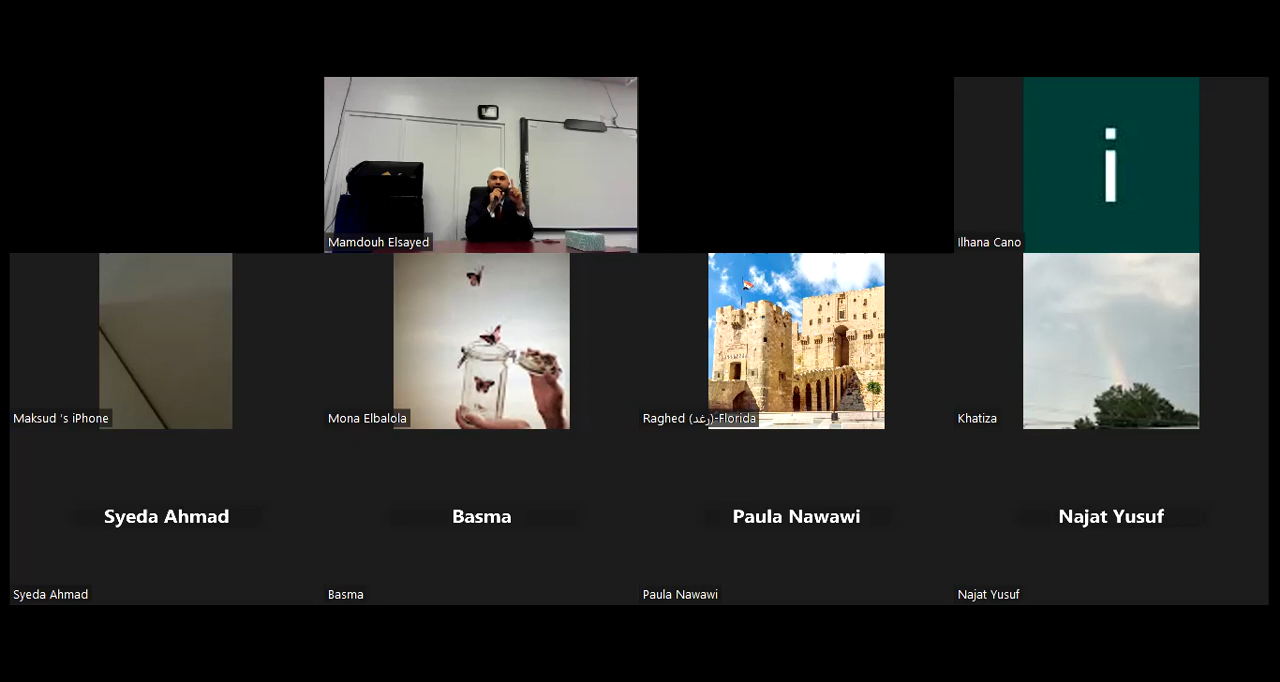 i
Mamdouh Elsayed
Ilhana Cano
Maksud 's iPhone
Mona Elbalola
Raghed (رغد)-Florida
Khatiza
Syeda Ahmad
Basma
Paula Nawawi
Najat Yusuf
Syeda Ahmad
Basma
Paula Nawawi
Najat Yusuf